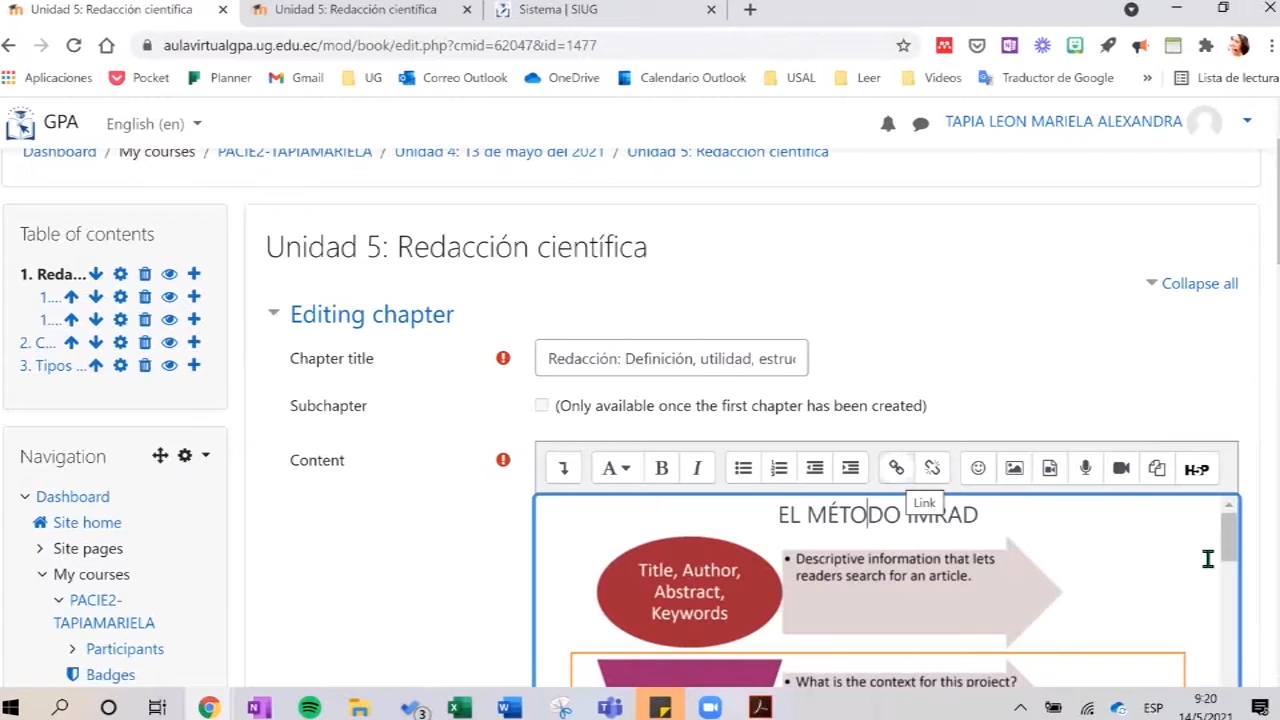 Unidad 5: Redacción científica
Unidad 5: Redacción científica
Sistema | SIUG
aulavirtualgpa.ug.edu.ec/mod/book/edit.php?cmid=62047&id=1477
Aplicaciones Pocket Planner Gmail UG Correo Outlook OneDrive Calendario Outlook USAL Leer Videos Traductor de Google » Lista de lectura
GPA English (en) TAPIA LEON MARIELA ALEXANDRA
Dashboard / My courses / PACIE2-TAPIAMARIELA / Unidad 4: 13 de mayo del 2021 / Unidad 5: Redacción científica
Table of contents
1. Reda...
1....
1....
2. C...
3. Tipos ...
Navigation
Dashboard
Site home
Site pages
My courses
PACIE2-
TAPIAMARIELA
Participants
Badges
Unidad 5: Redacción científica
Collapse all
Editing chapter
Chapter title
Redacción: Definición, utilidad, estruc
Subchapter
(Only available once the first chapter has been created)
Content
A B I H-P
Link
EL MÉTODO IMRAD
Title, Author,
Abstract,
Keywords
• Descriptive information that lets
readers search for an article.
• What is the context for this project?
3
ESP
9:20
14/5/2021